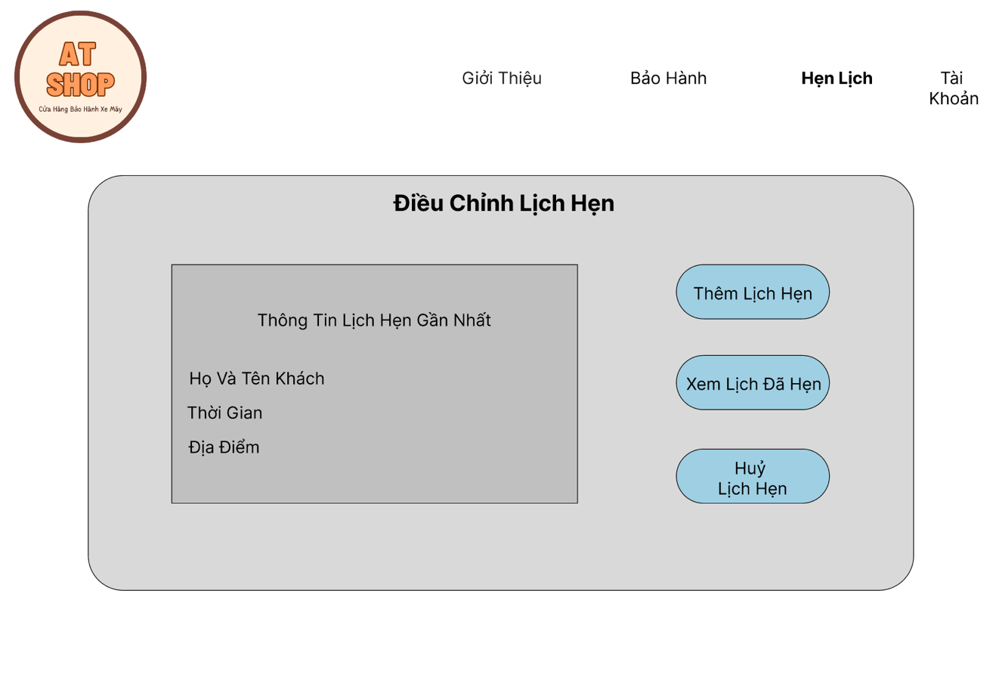 AT
SHOP
Cửa Hàng Bảo Hành Xe Máy
Giởi Thiệu
Bảo Hành
Hẹn Lịch
Tài
Khoản
Điều Chỉnh Lịch Hẹn
Thông Tin Lịch Hẹn Gần Nhất
Họ Và Tên Khách
Thời Gian
Địa Điểm
Thêm Lịch Hẹn
Xem Lịch Đã Hẹn
Huỷ
Lịch Hẹn